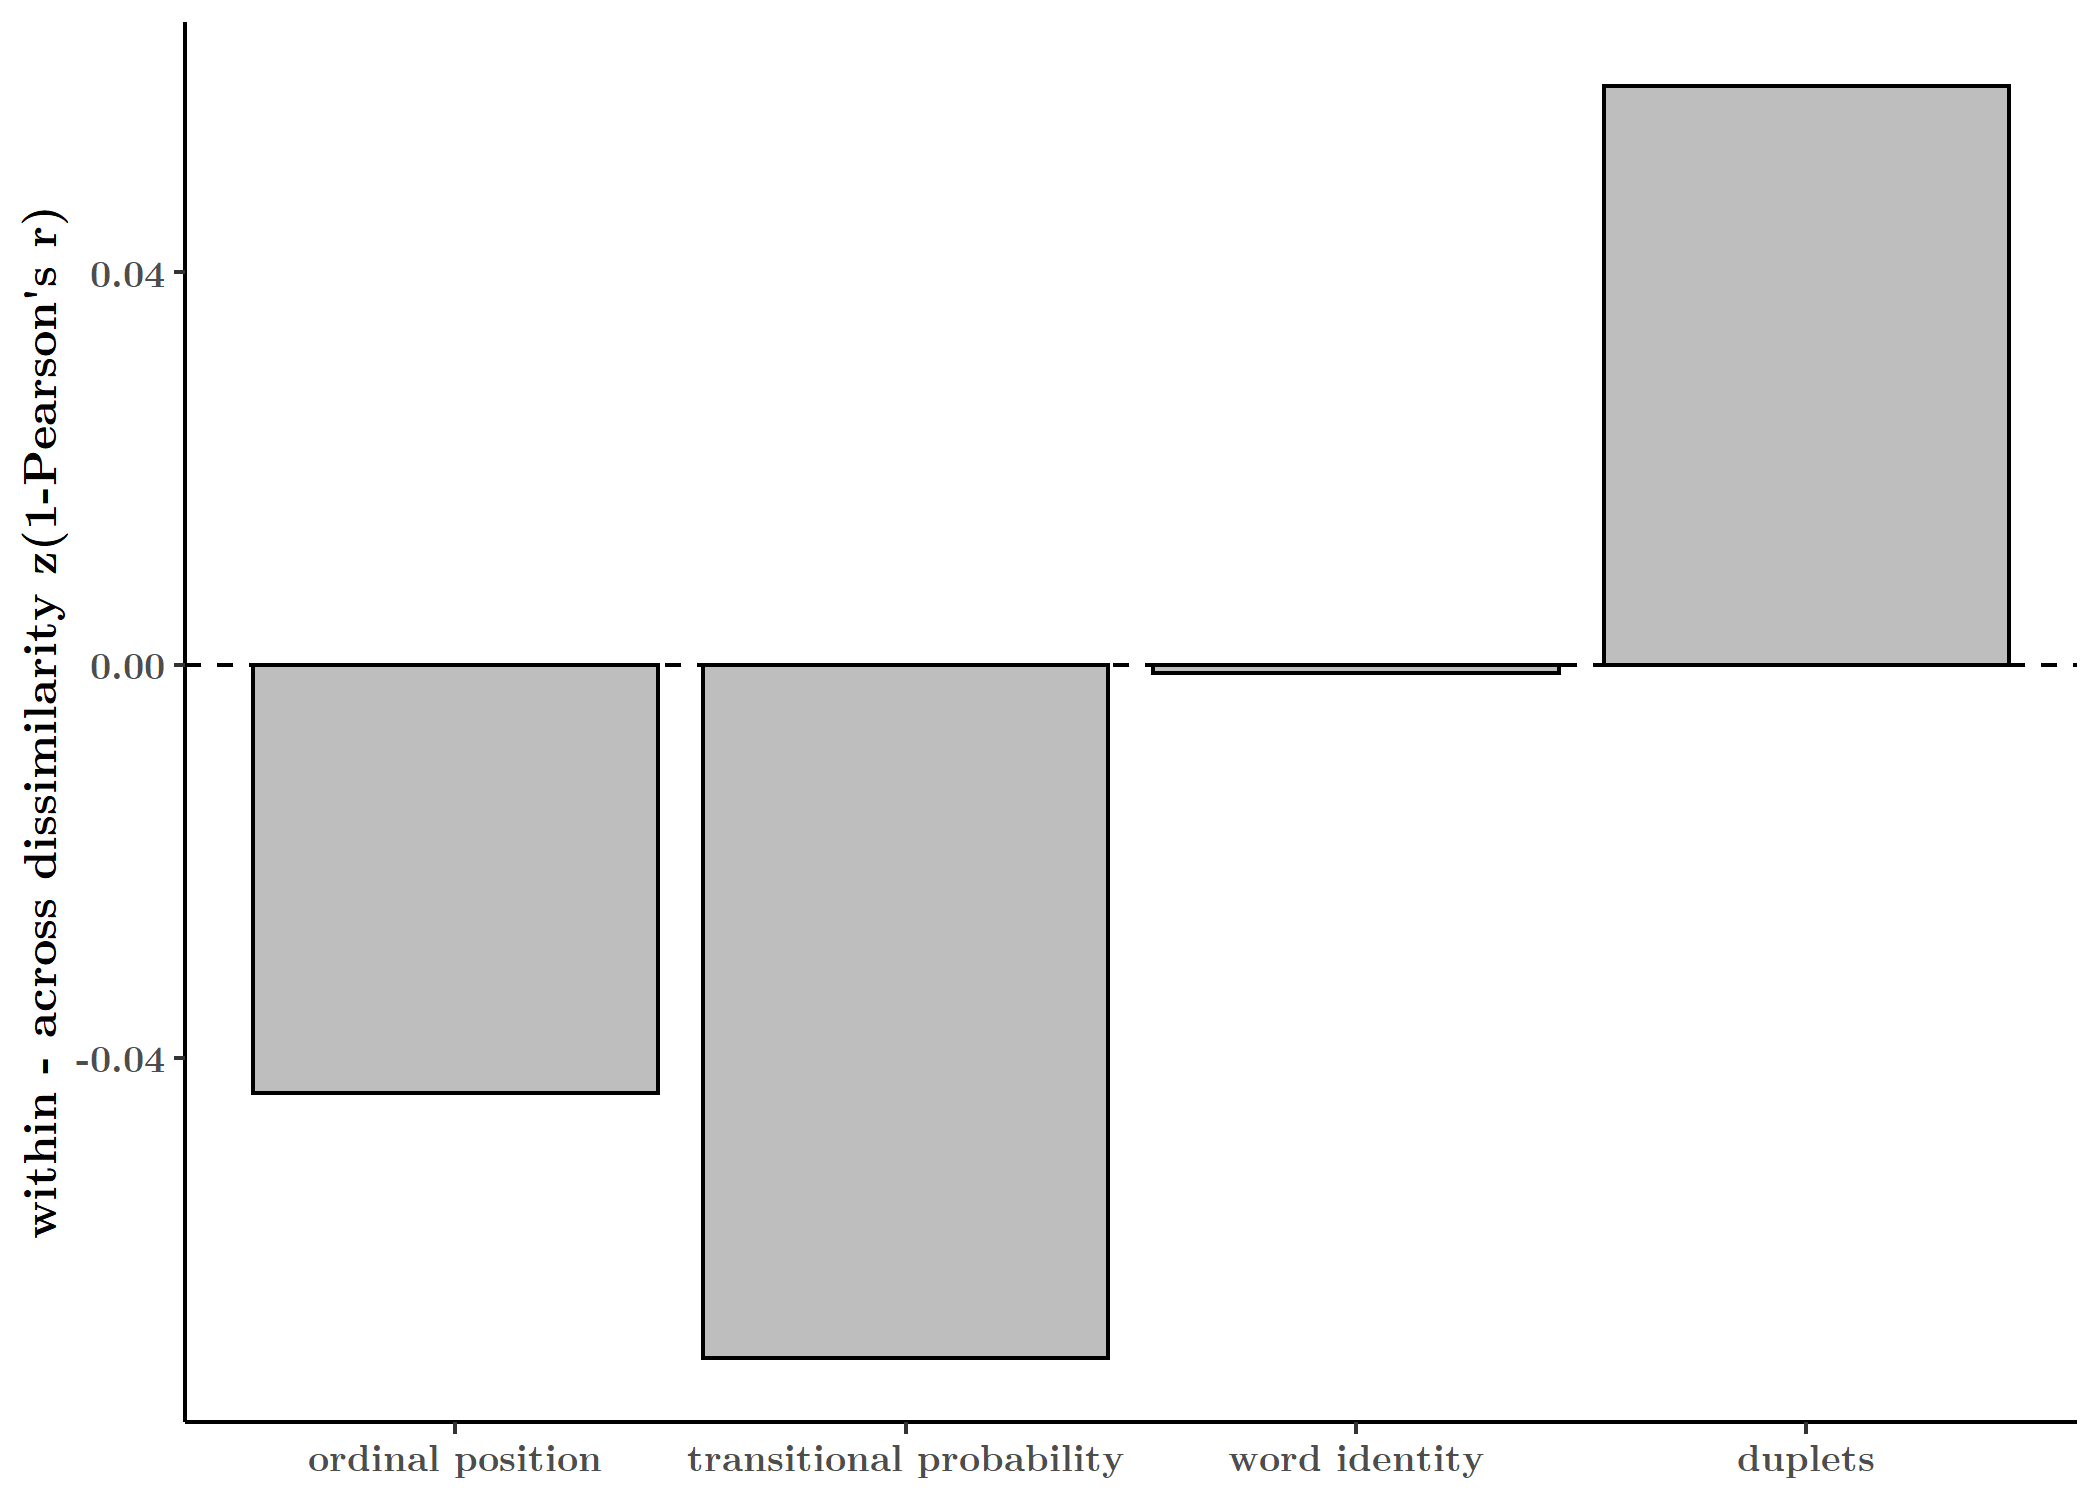 within - across dissimilarity z(1-Pearson's r)
0.04
0.00
-0.04
ordinal position
transitional probability
word identity
duplets